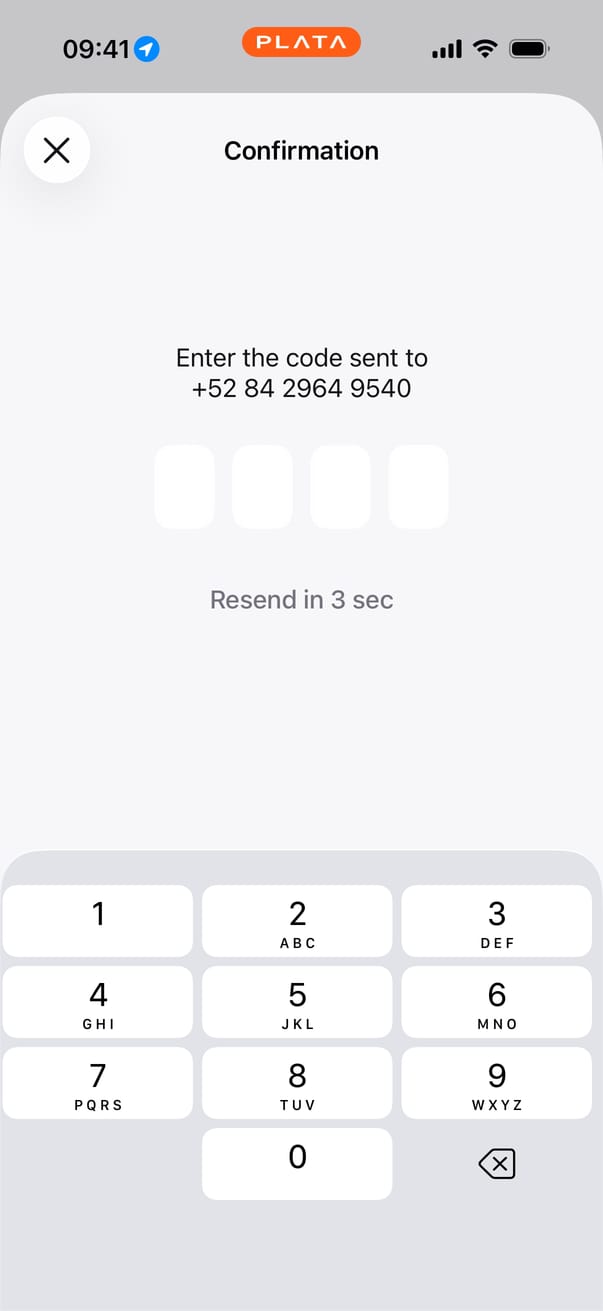 09:41
PLATA
Confirmation
Enter the code sent to
+52 84 2964 9540
Resend in 3 sec
1
2
ABC
3
DEF
4
GHI
5
JKL
6
MNO
7
PQRS
8
TUV
9
WXYZ
0